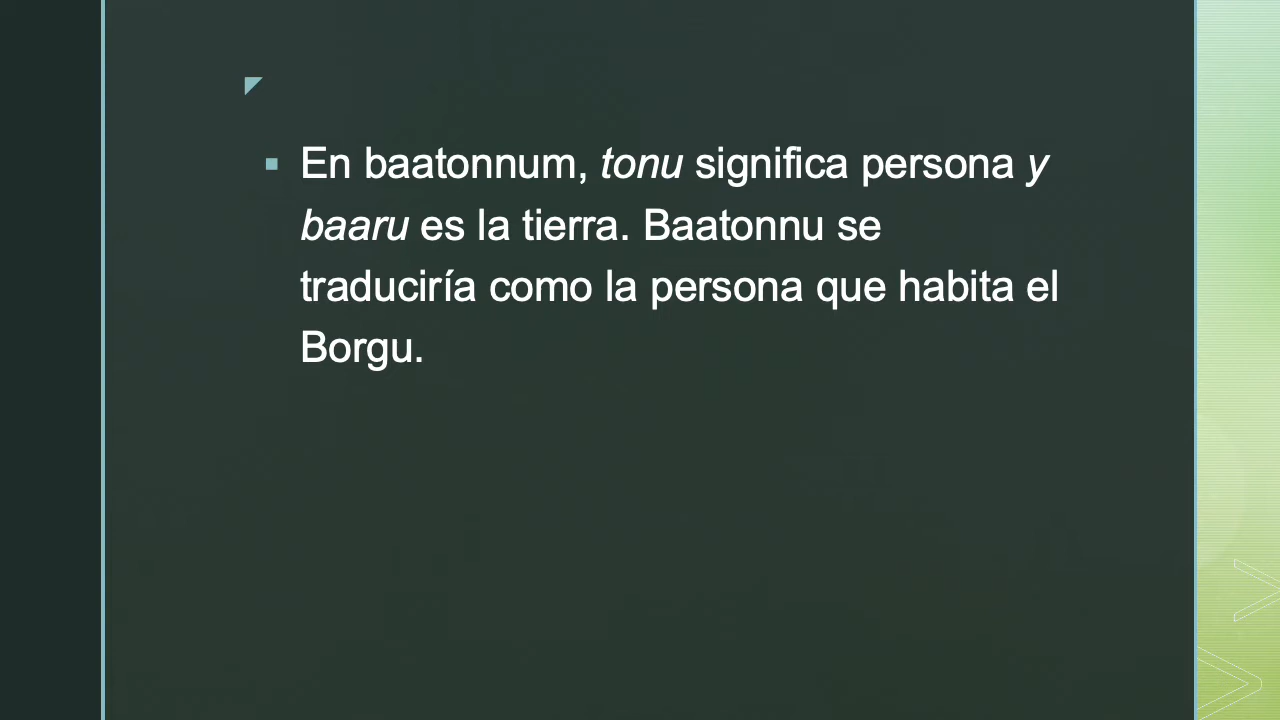 En baatonnum, tonu significa persona y
baaru es la tierra. Baatonnu se
traduciría como la persona que habita el
Borgu.